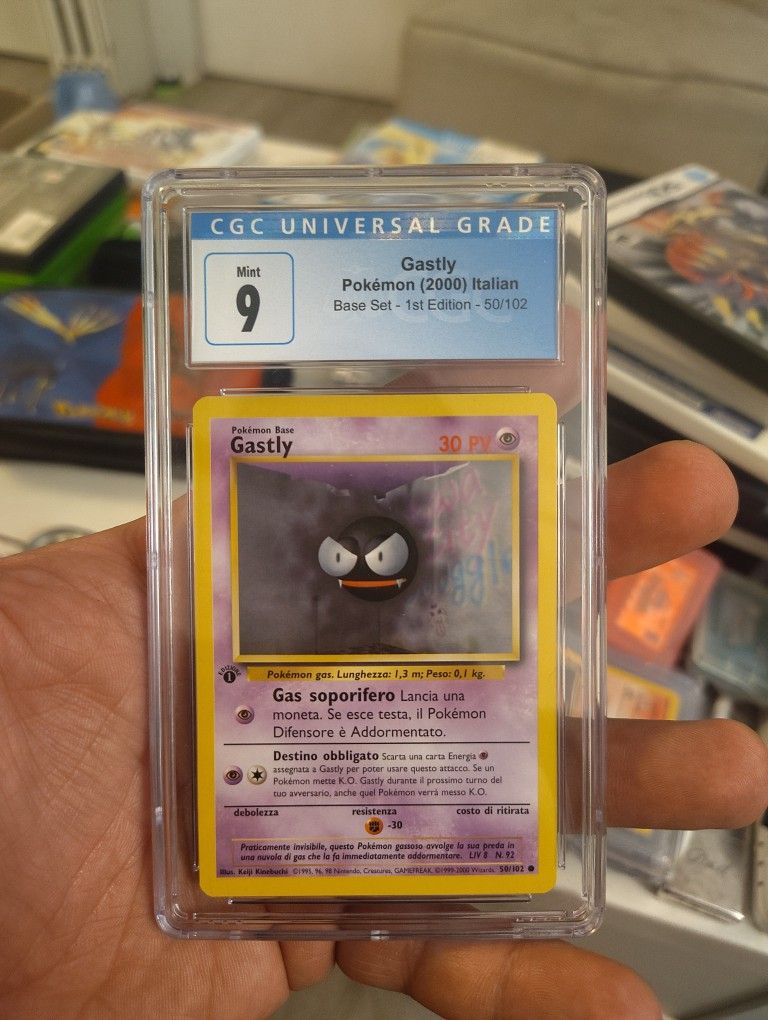 CGC UNIVERSAL GRADE
Mint
9
Gastly
Pokémon (2000) Italian
Base Set - 1st Edition - 50/102
Pokémon Base
Gastly
30 PV
EDIZIONE
1
Pokémon gas. Lunghezza: 1,3 m; Peso: 0,1 kg.
Gas soporifero Lancia una
moneta. Se esce testa, il Pokémon
Difensore è Addormentato.
Destino obbligato Scarta una carta Energia
assegnata a Gastly per poter usare questo attacco. Se un
Pokémon mette K.O. Gastly durante il prossimo turno del
tuo avversario, anche quel Pokémon verrà messo K.O.
debolezza resistenza costo di ritirata
-30
Praticamente invisibile, questo Pokémon gassoso avvolge la sua preda in
una nuvola di gas che la fa immediatamente addormentare. LIV 8 N. 92
Illus. Keiji Kinebuchi ©1995, 96, 98 Nintendo, Creatures, GAMEFREAK. ©1999-2000 Wizards. 50/102